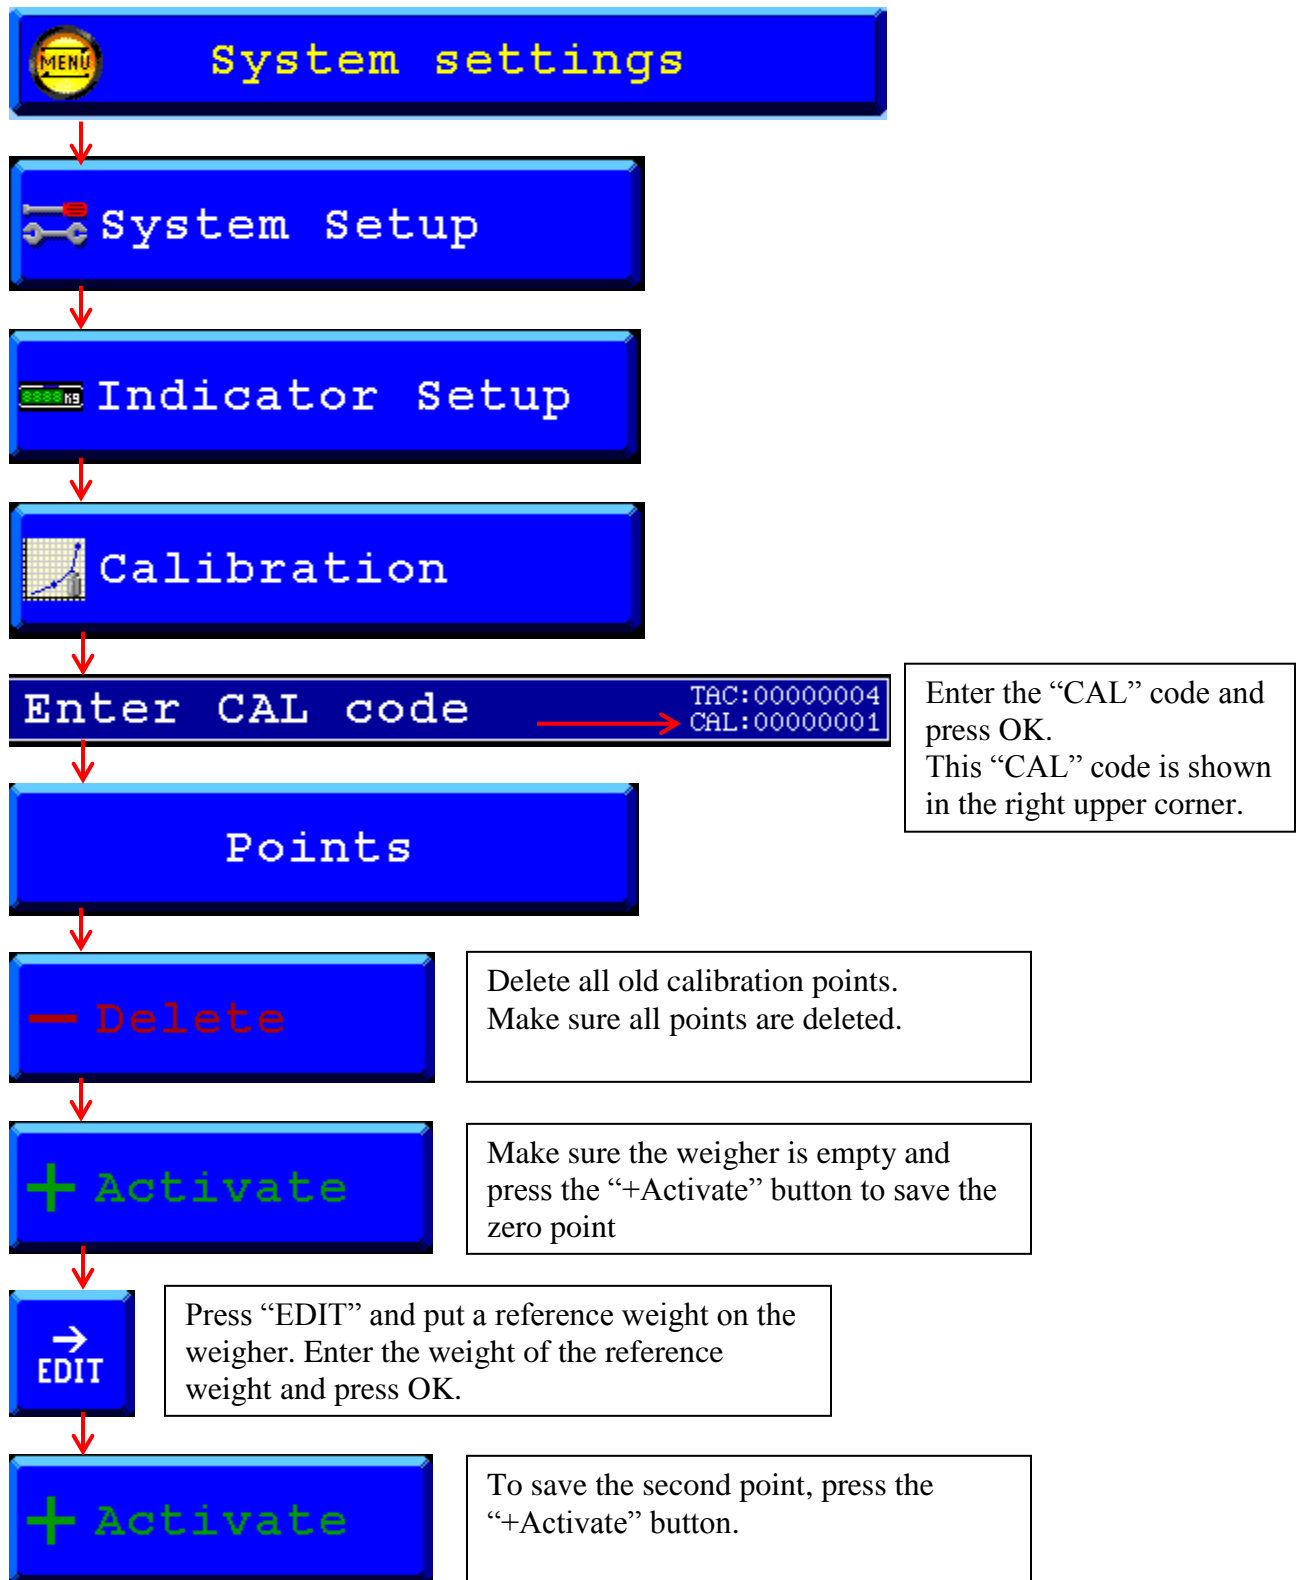 MENU
System settings
System Setup
8888 Kg
Indicator Setup
Calibration
Enter CAL code
TAC:00000004
CAL:00000001
Enter the “CAL” code and
press OK.
This “CAL” code is shown
in the right upper corner.
Points
Delete
Delete all old calibration points.
Make sure all points are deleted.
+ Activate
Make sure the weigher is empty and
press the “+Activate” button to save the
zero point
→
EDIT
Press “EDIT” and put a reference weight on the
weigher. Enter the weight of the reference
weight and press OK.
+ Activate
To save the second point, press the
“+Activate” button.